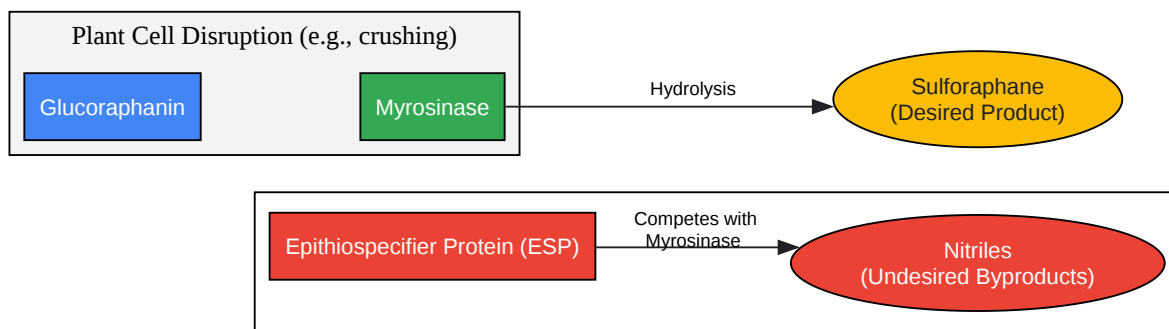 Plant Cell Disruption (e.g., crushing)
Glucoraphanin
Myrosinase
Hydrolysis
Sulforaphane
(Desired Product)
Epithiospecifier Protein (ESP)
Competes with
Myrosinase
Nitriles
(Undesired Byproducts)